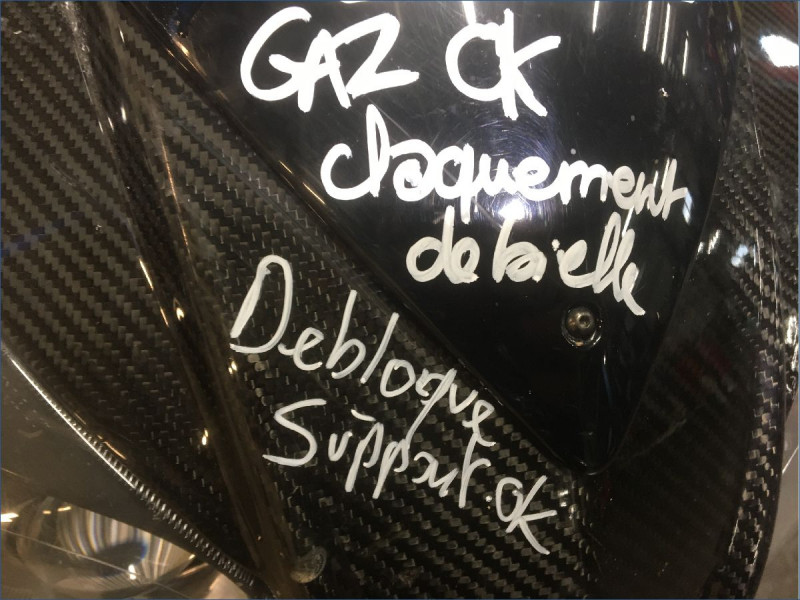 GAZ OK
claquement
de bielle
Debloque
Support. OK